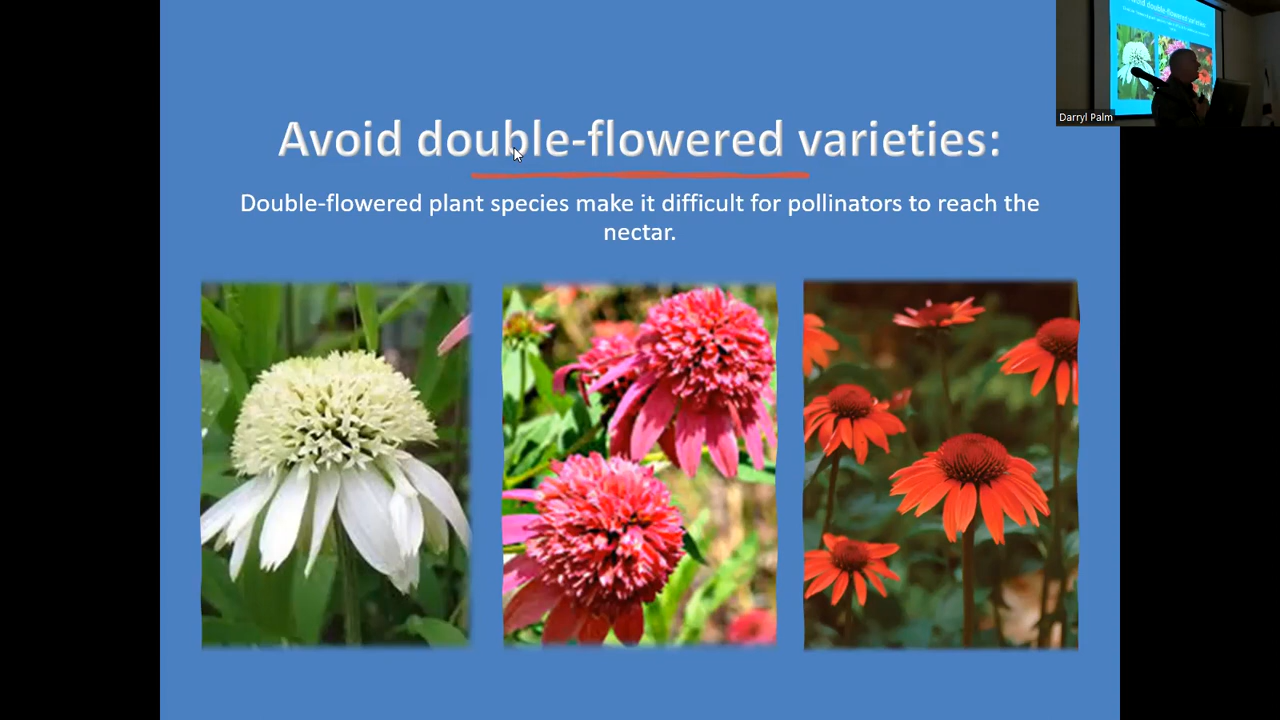 Avoid double-flowered varieties:
Double-flowered plant species make it difficult for pollinators to reach the
nectar.
Darryl Palm